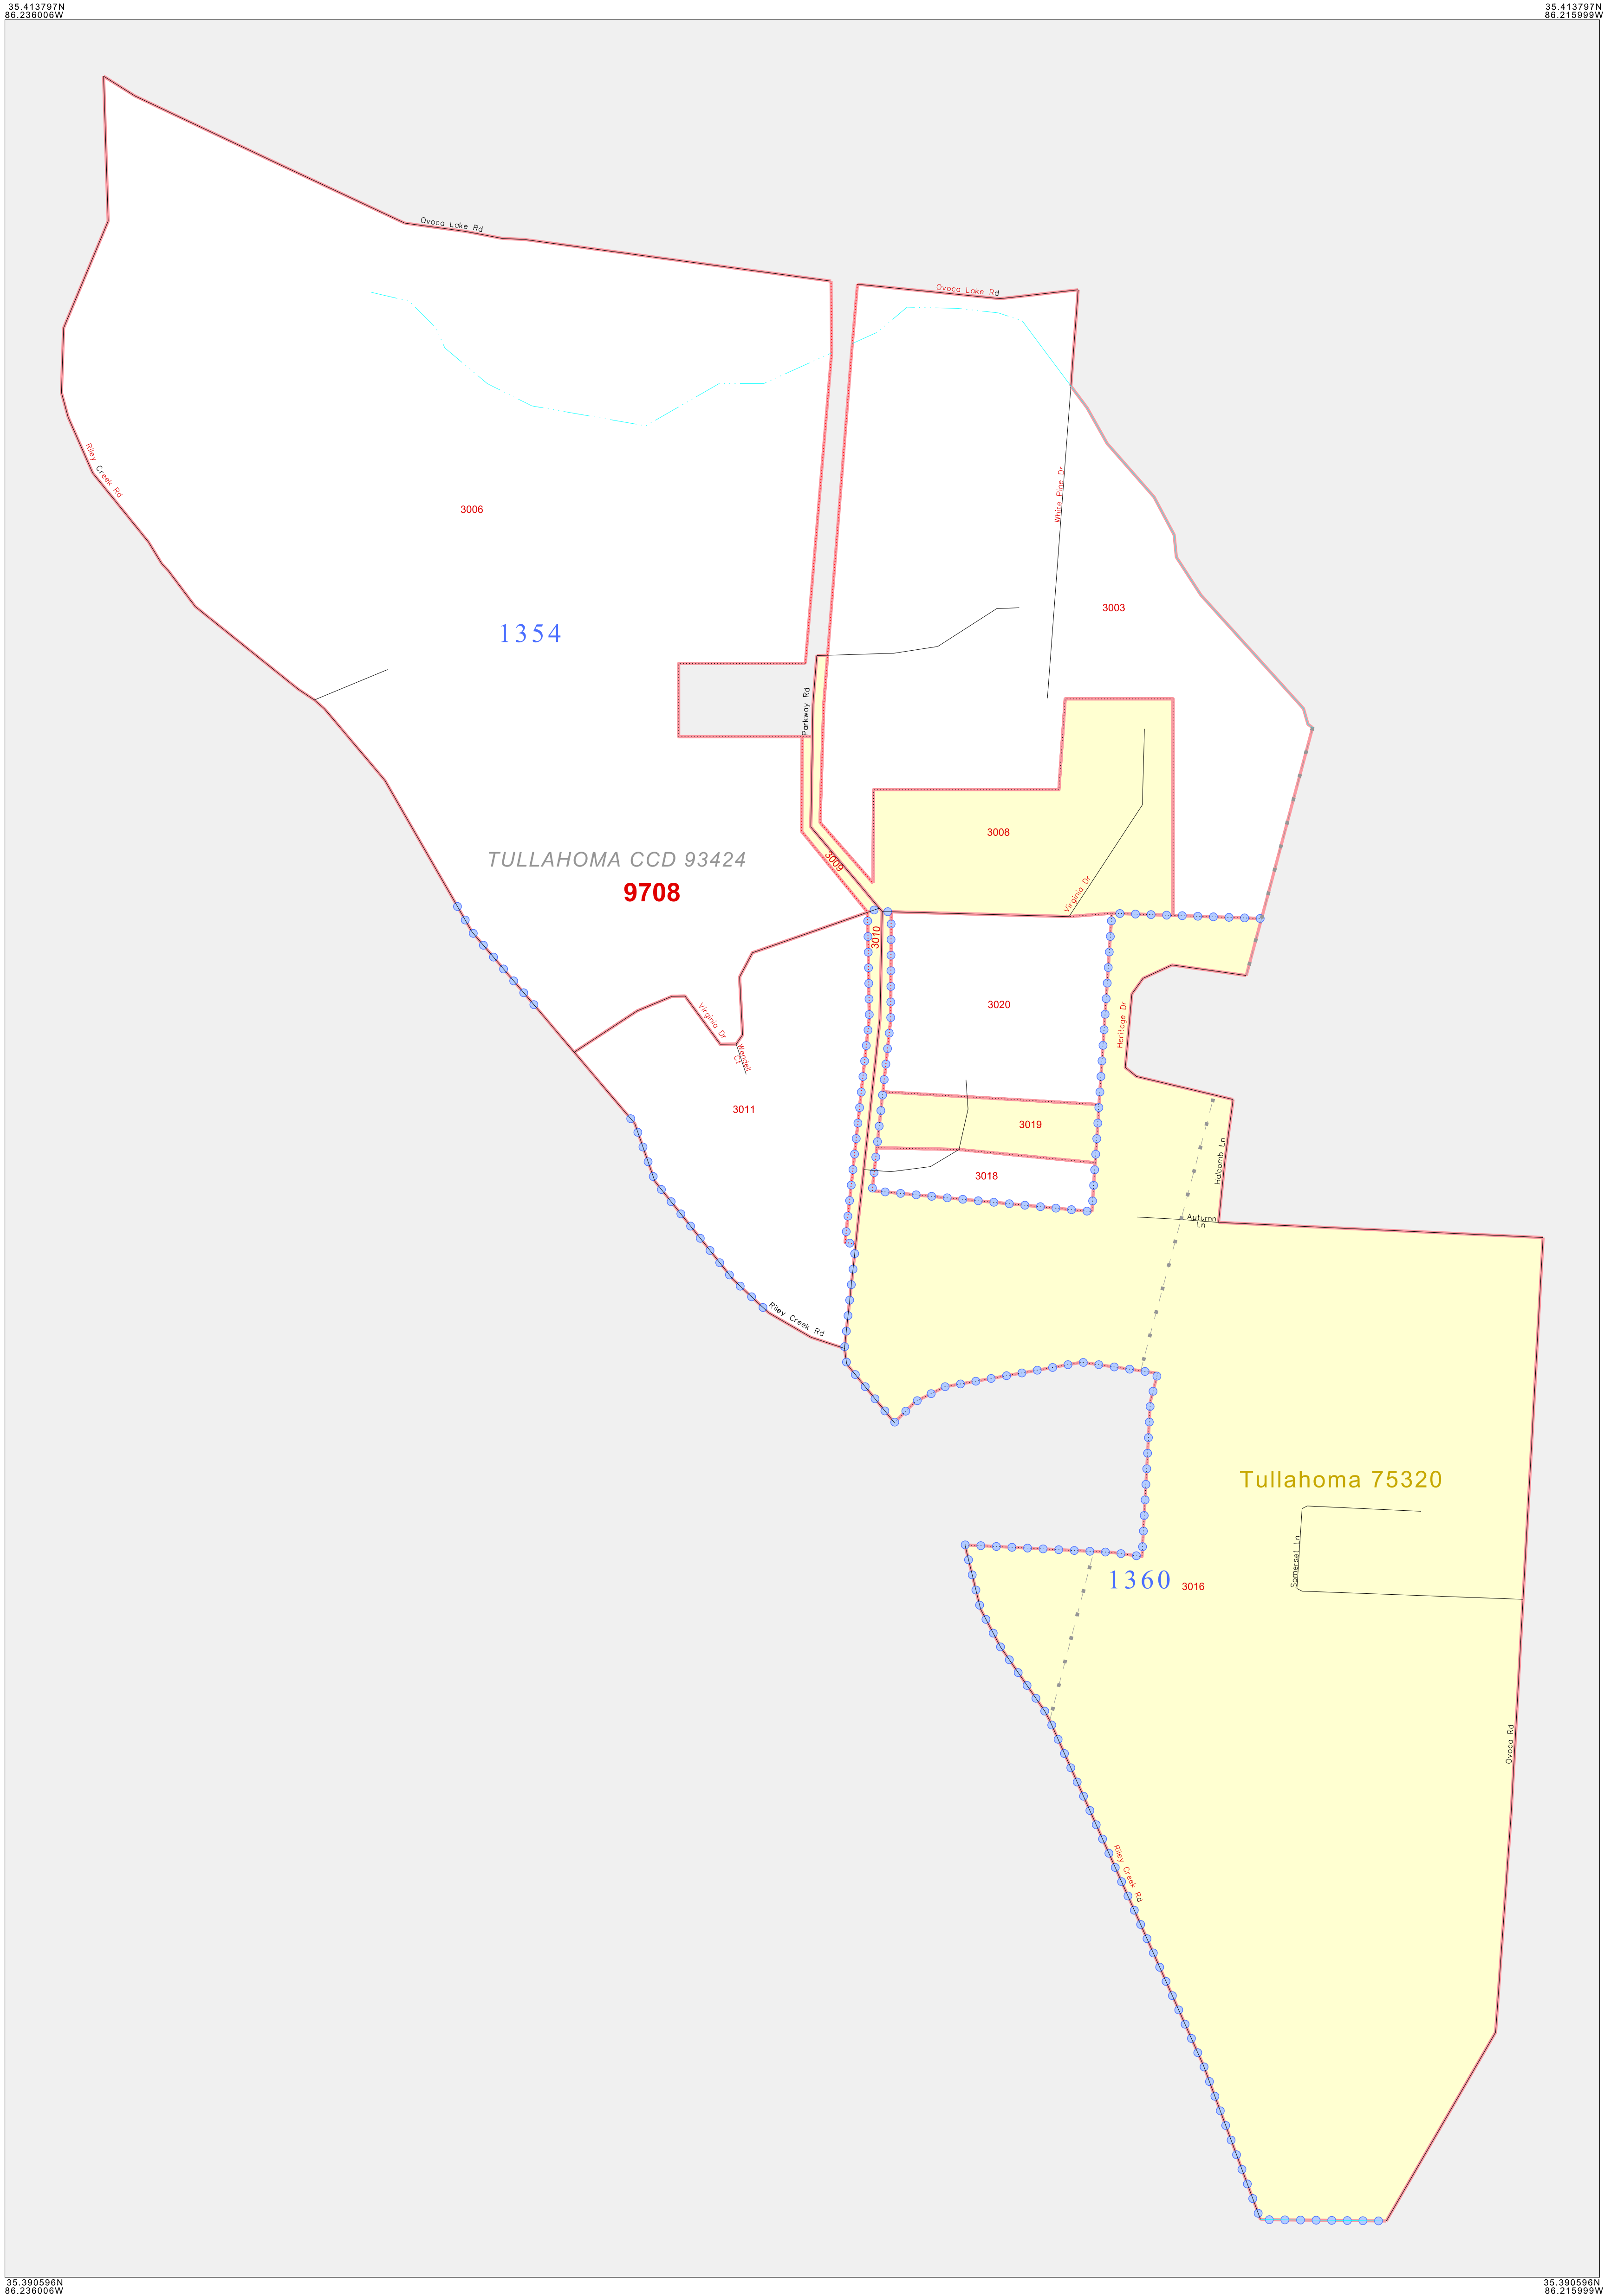 35.413797N
86.236006W
35.413797N
86.215999W
Ovoca Lake Rd
Ovoca Lake Rd
Riley Creek Rd
White Pine Dr
3006
3003
1354
Parkway Rd
3008
3009
TULLAHOMA CCD 93424
9708
Virginia Dr
3010
3020
Virginia Dr
Heritage Dr
Wendell
Ct
3011
3019
Halcomb Ln
3018
Autumn
Ln
Riley Creek Rd
Tullahoma 75320
Somerset Ln
1360
3016
Ovoca Rd
Riley Creek Rd
35.390596N
86.236006W
35.390596N
86.215999W